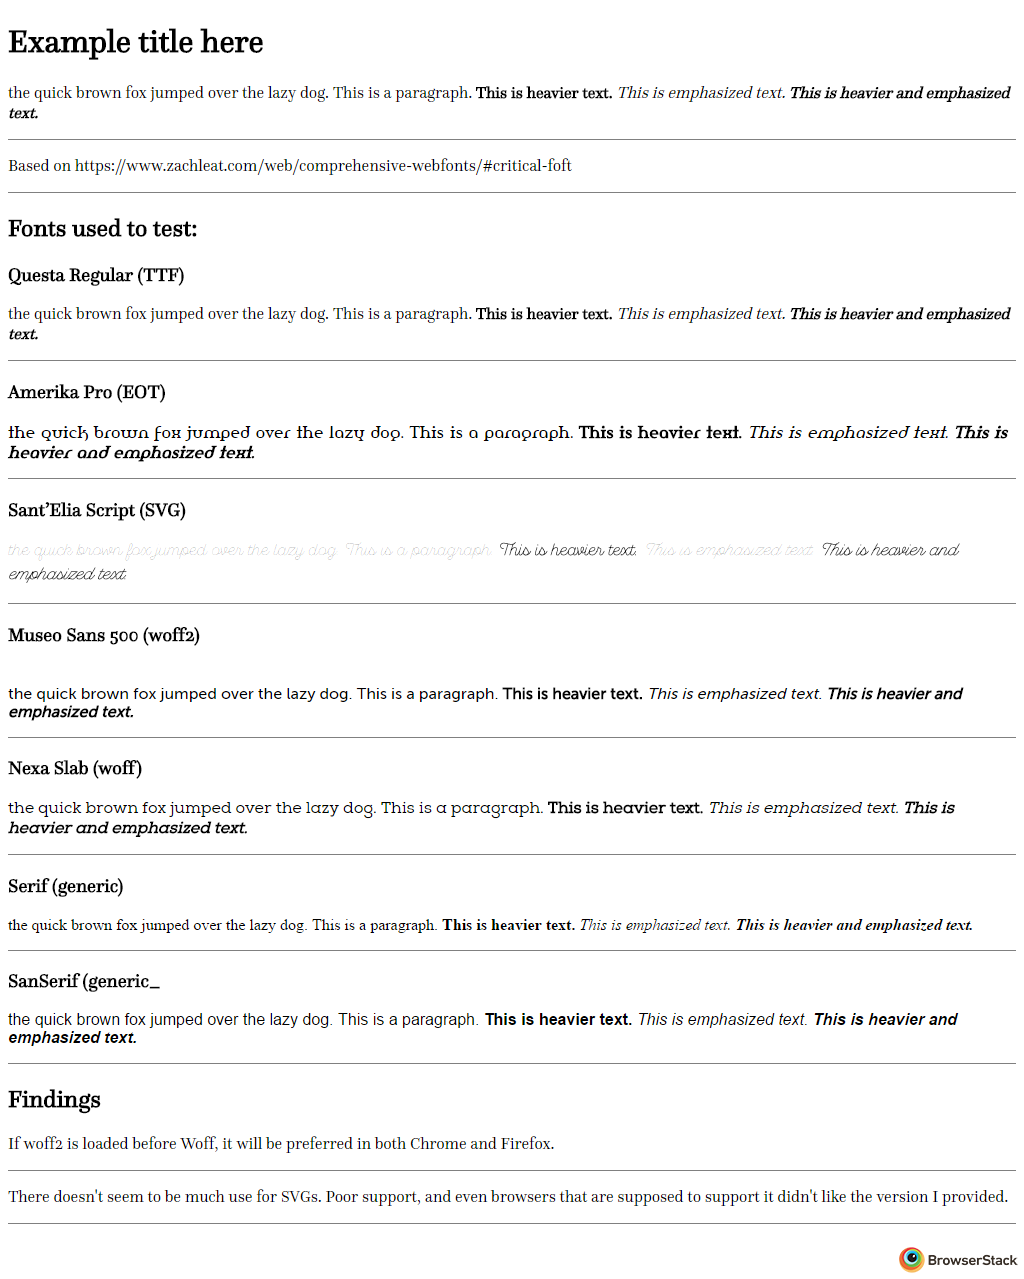 Example title here
the quick brown fox jumped over the lazy dog. This is a paragraph. This is heavier text. This is emphasized text. This is heavier and emphasized
text.
Based on https://www.zachleat.com/web/comprehensive-webfonts/#critical-foft
Fonts used to test:
Questa Regular (TTF)
the quick brown fox jumped over the lazy dog. This is a paragraph. This is heavier text. This is emphasized text. This is heavier and emphasized
text.
Amerika Pro (EOT)
the quick brown fox jumped over the lazy dog. This is a paragraph. This is heavier text. This is emphasized text. This is
heavier and emphasized text.
Sant’Elia Script (SVG)
the quick brown fox jumped over the lazy dog. This is a paragraph. This is heavier text. This is emphasized text. This is heavier and
emphasized text.
Museo Sans 500 (woff2)
the quick brown fox jumped over the lazy dog. This is a paragraph. This is heavier text. This is emphasized text. This is heavier and
emphasized text.
Nexa Slab (woff)
the quick brown fox jumped over the lazy dog. This is a paragraph. This is heavier text. This is emphasized text. This is
heavier and emphasized text.
Serif (generic)
the quick brown fox jumped over the lazy dog. This is a paragraph. This is heavier text. This is emphasized text. This is heavier and emphasized text.
SanSerif (generic_
the quick brown fox jumped over the lazy dog. This is a paragraph. This is heavier text. This is emphasized text. This is heavier and
emphasized text.
Findings
If woff2 is loaded before Woff, it will be preferred in both Chrome and Firefox.
There doesn't seem to be much use for SVGs. Poor support, and even browsers that are supposed to support it didn't like the version I provided.
BrowserStack